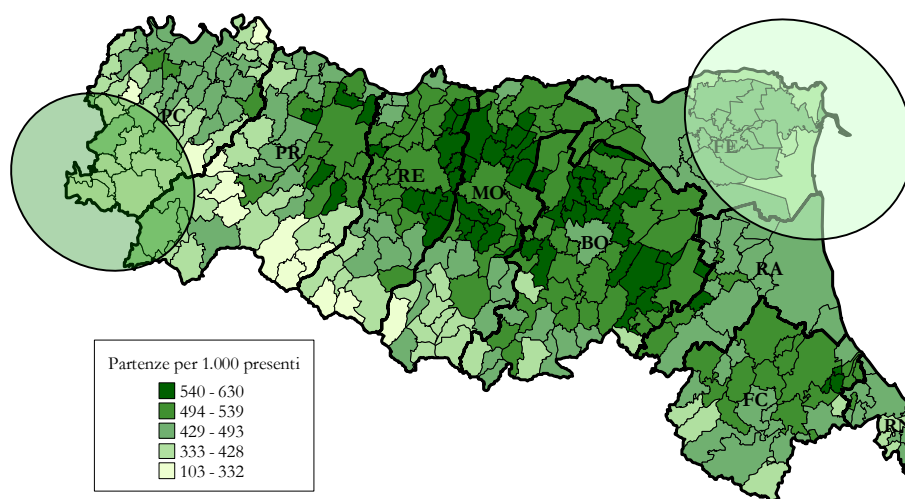 PC
PR
RE
MO
FE
BO
RA
FC
RN
Partenze per 1.000 presenti
540 - 630
494 - 539
429 - 493
333 - 428
103 - 332